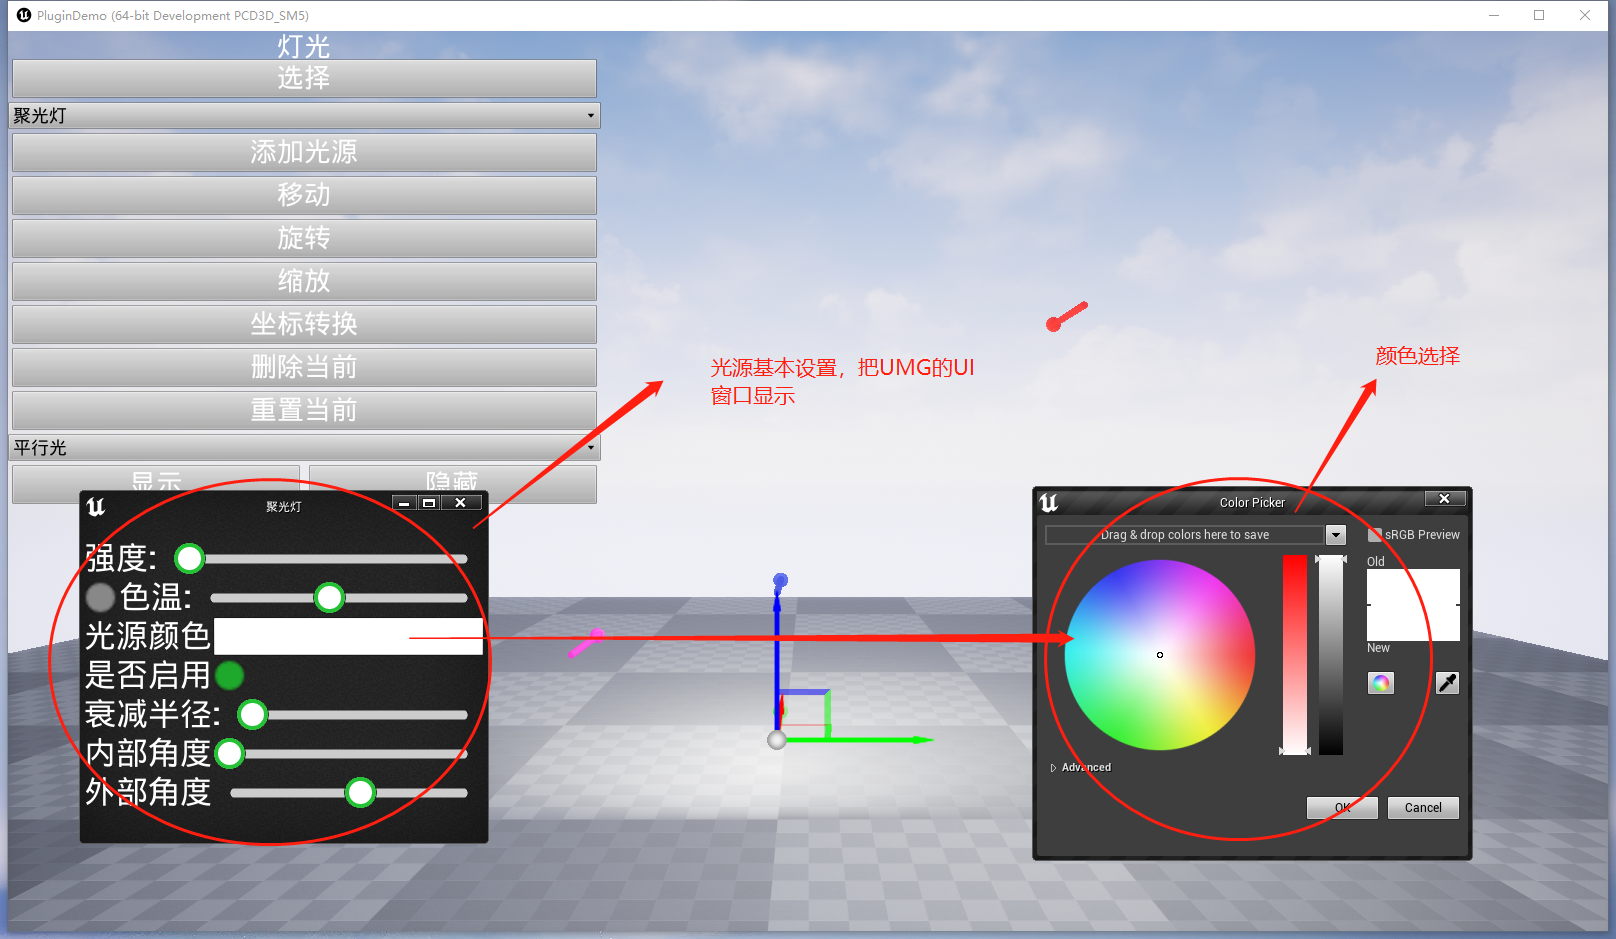 PluginDemo (64-bit Development PCD3D_SM5)
灯光
选择
聚光灯
添加光源
移动
旋转
缩放
坐标转换
删除当前
重置当前
平行光
显示 隐藏
光源基本设置，把UMG的UI
窗口显示
颜色选择
聚光灯
强度:
色温:
光源颜色
是否启用
衰减半径:
内部角度
外部角度
Color Picker
Drag & drop colors here to save
sRGB Preview
Old
New
Advanced
OK Cancel